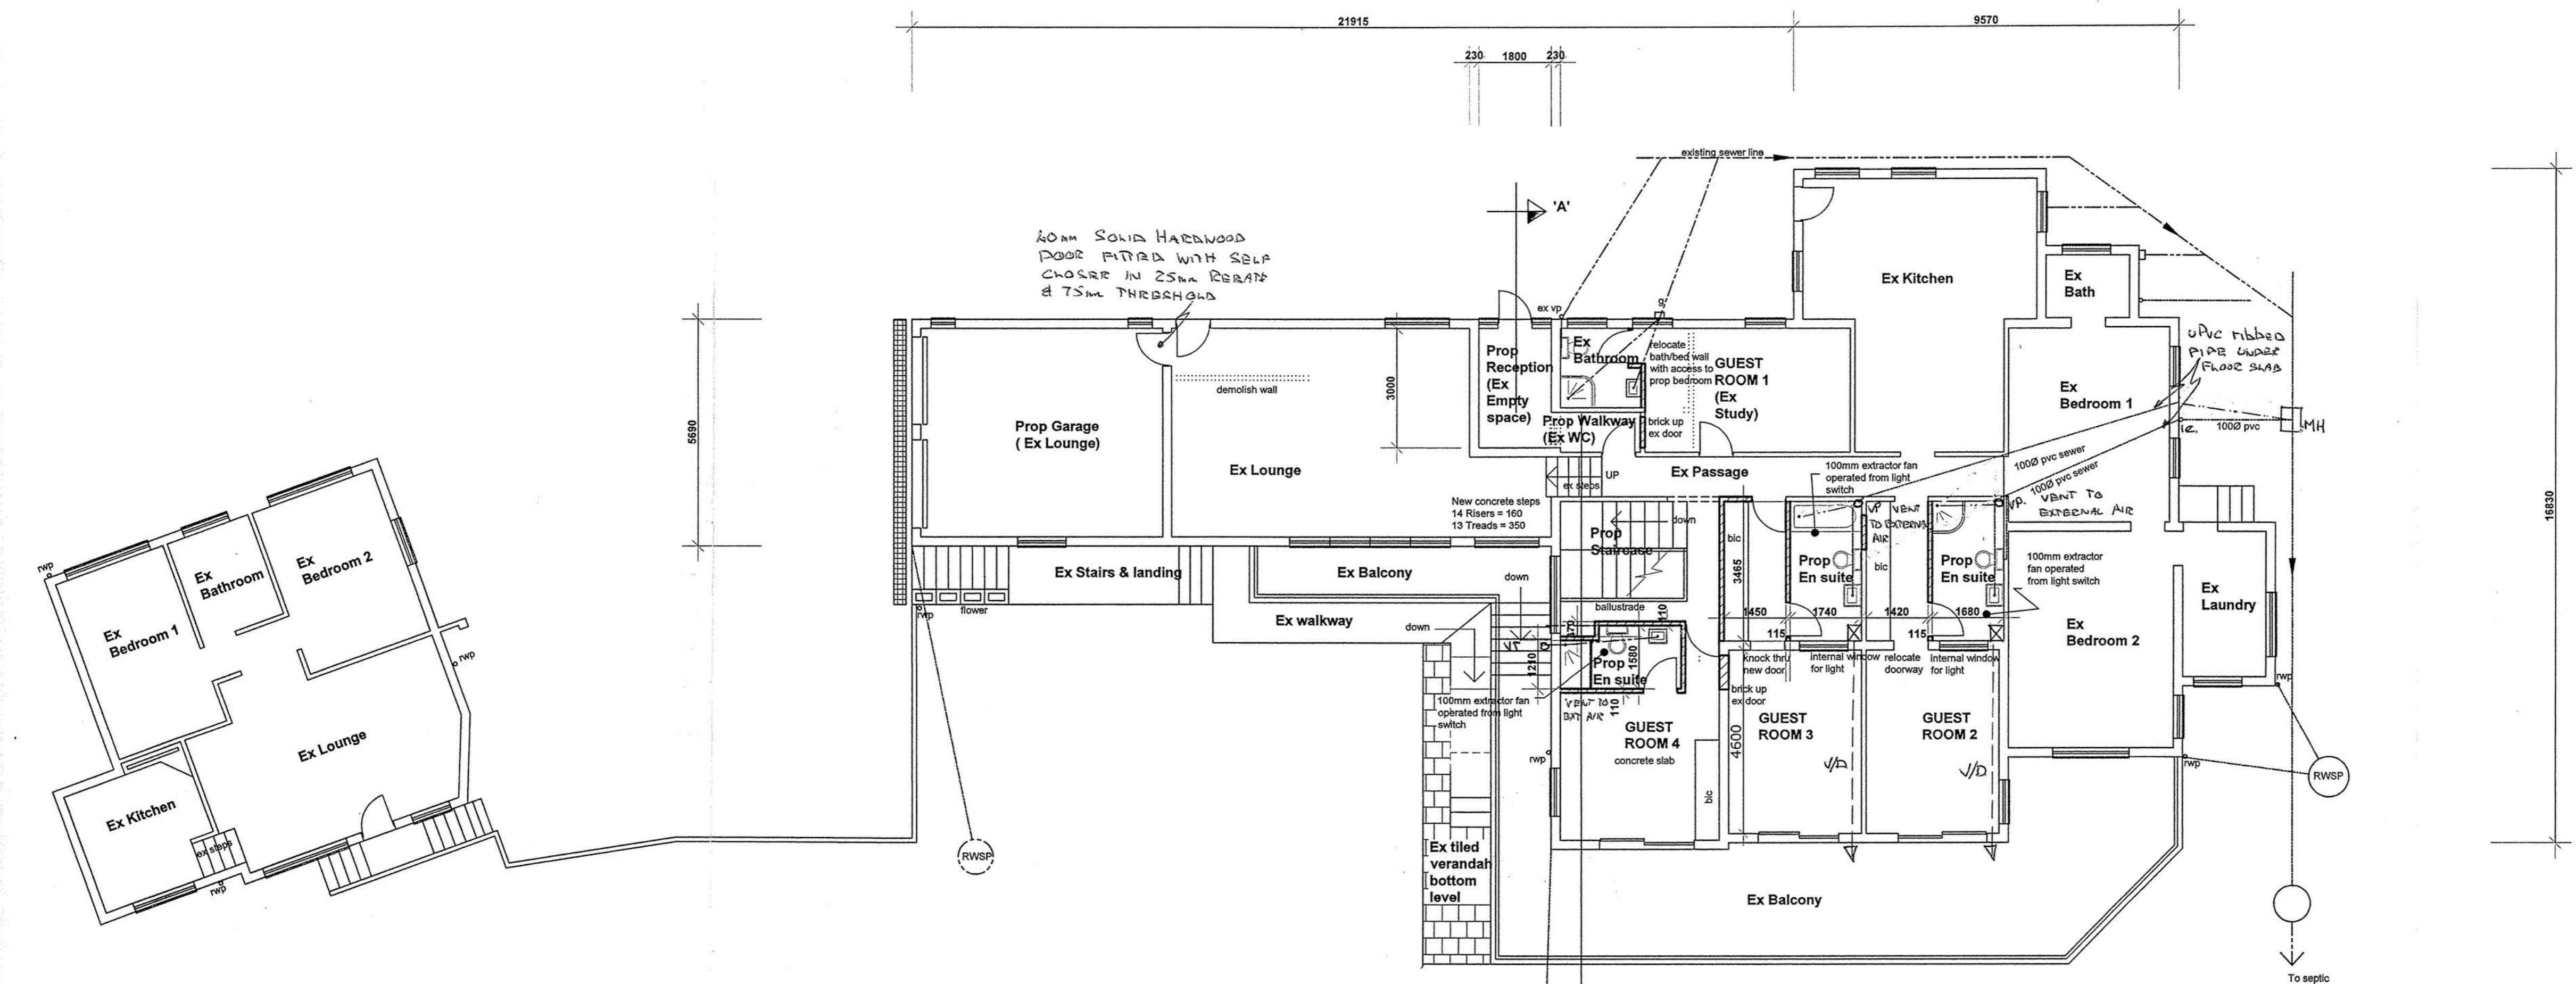 21915
9570
230
1800
230
existing sewer line
'A'
40mm SOLID HARDWOOD
DOOR FITTED WITH SELF
CLOSER IN 25mm REBATE
& 75mm THRESHOLD
5690
16830
ex vp
g
Ex Kitchen
Ex
Bath
Prop
Reception
(Ex
Empty
space)
Ex
Bathroom
relocate
bath/bed wall
with access to
prop bedroom
GUEST
ROOM 1
(Ex
Study)
demolish wall
3000
Prop Garage
( Ex Lounge)
Ex Lounge
Prop Walkway
(Ex WC)
brick up
ex door
Ex
Bedroom 1
uPVC ribbed
PIPE UNDER
FLOOR SLAB
ie.
100Ø pvc
MH
UP
ex steps
Ex Passage
100mm extractor fan
operated from light
switch
100Ø pvc sewer
100Ø pvc sewer
New concrete steps
14 Risers = 160
13 Treads = 350
down
Prop
Staircase
bic
3465
VP
VENT
TO EXTERNAL
AIR
VP.
VENT TO
EXTERNAL AIR
Prop
En suite
bic
Prop
En suite
100mm extractor
fan operated
from light switch
Ex Stairs & landing
Ex Balcony
down
flower
rwp
Ex walkway
down
ballustrade
110
1450
1740
1420
1680
115
115
Ex
Bedroom 2
Ex
Laundry
VP
370
1210
Prop
En suite
1580
knock thru
new door
internal window
for light
relocate
doorway
internal window
for light
100mm extractor fan
operated from light
switch
VENT TO
EXT AIR
110
brick up
ex door
GUEST
ROOM 4
concrete slab
GUEST
ROOM 3
GUEST
ROOM 2
4600
V/D
V/D
bic
rwp
rwp
rwp
RWSP
RWSP
Ex tiled
verandah
bottom
level
Ex Balcony
To septic
rwp
Ex
Bedroom 1
Ex
Bathroom
Ex
Bedroom 2
rwp
Ex Lounge
Ex Kitchen
ex steps
rwp